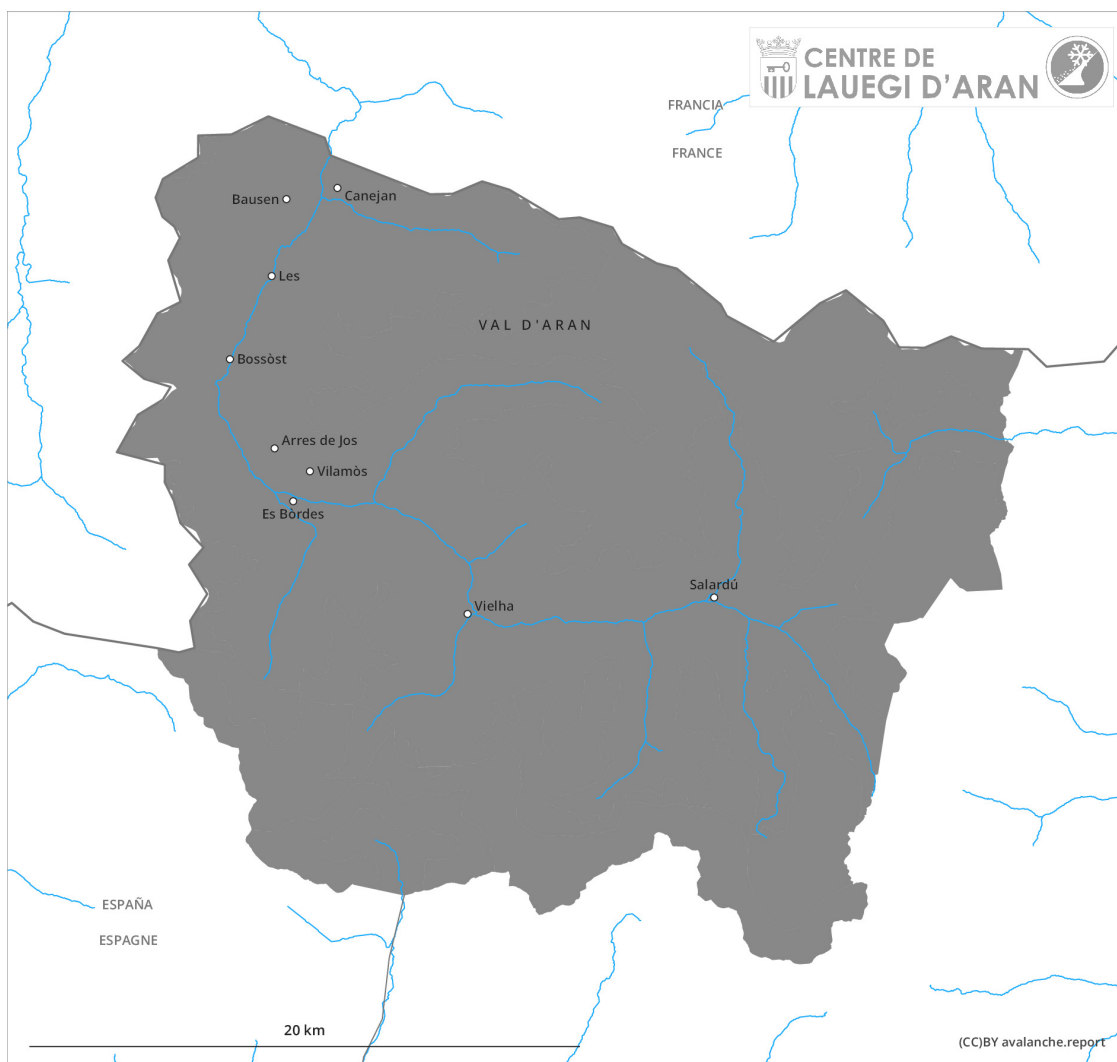 CENTRE DE
LAUEGI D'ARAN
FRANCIA
FRANCE
Canejan
Bausen
Les
VAL D'ARAN
Bossòst
Arres de Jos
Vilamòs
Es Bòrdes
Salardú
Vielha
ESPAÑA
ESPAGNE
20 km
(CC)BY avalanche.report